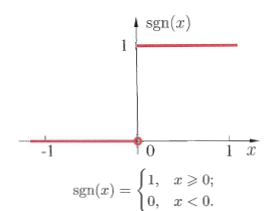 sgn(x)
1
-1 0 1 x
sgn(x) = {1, x ⩾ 0;
0, x < 0.